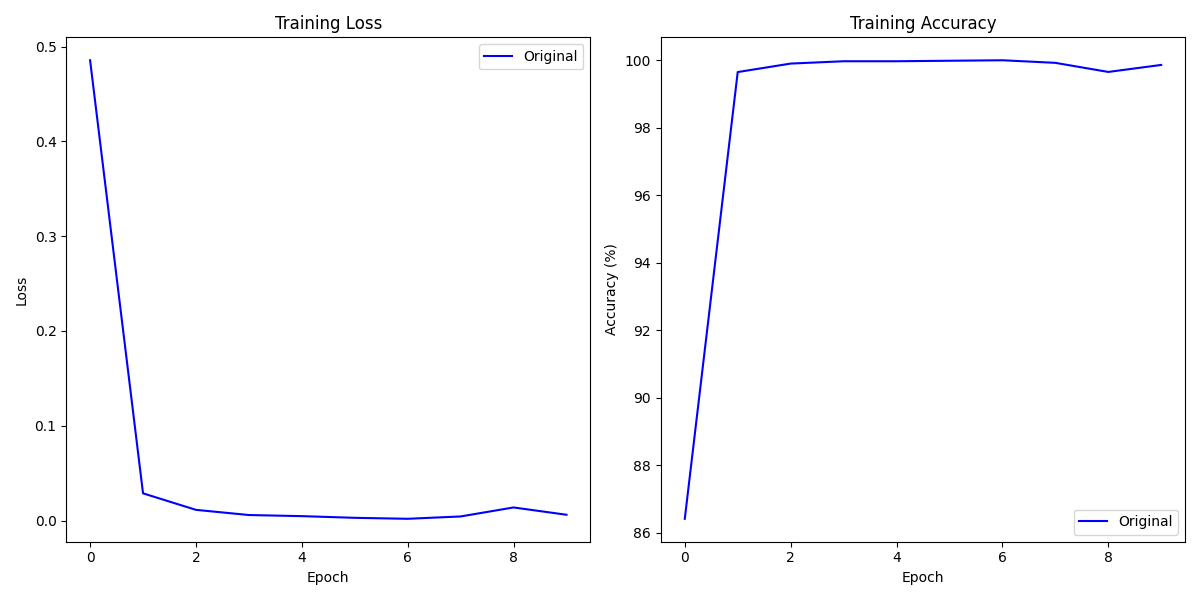 Training Loss
0.5
0.4
0.3
0.2
0.1
0.0
Loss
Original
0 2 4 6 8
Epoch
Training Accuracy
100
98
96
94
92
90
88
86
Accuracy (%)
Original
0 2 4 6 8
Epoch